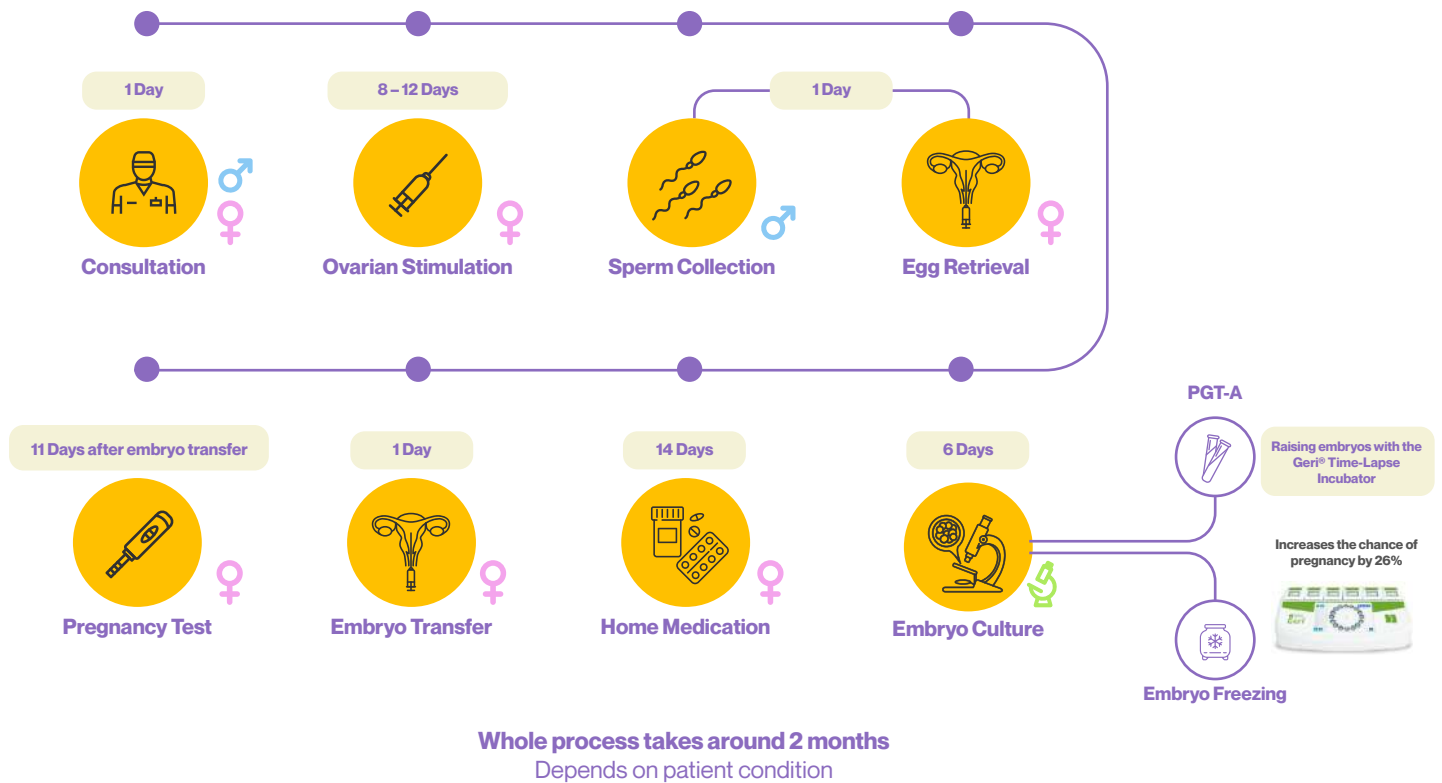 1 Day
8 – 12 Days
1 Day
Consultation
Ovarian Stimulation
Sperm Collection
Egg Retrieval
11 Days after embryo transfer
1 Day
14 Days
6 Days
Pregnancy Test
Embryo Transfer
Home Medication
Embryo Culture
PGT-A
Raising embryos with the
Geri® Time-Lapse
Incubator
Increases the chance of
pregnancy by 26%
Embryo Freezing
Whole process takes around 2 months
Depends on patient condition